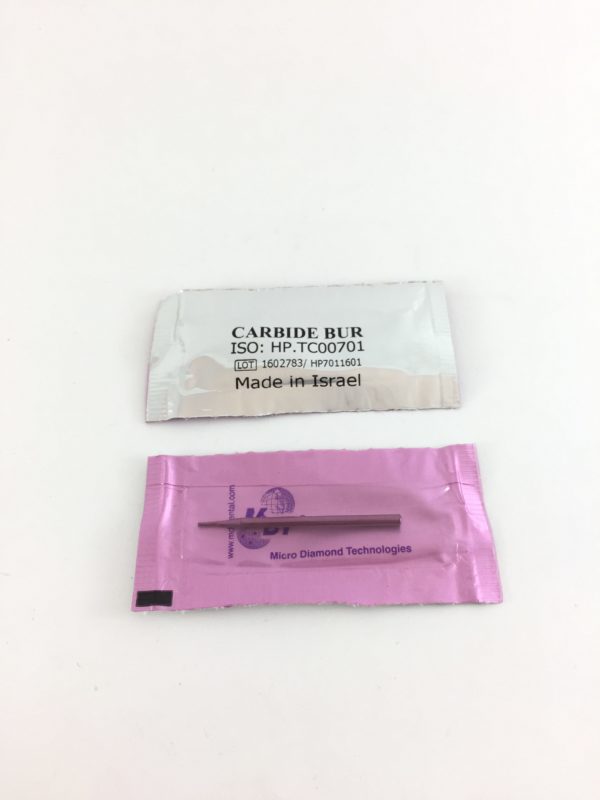 CARBIDE BUR
ISO: HP.TC00701
LOT 1602783/ HP7011601
Made in Israel
Micro Diamond Technologies